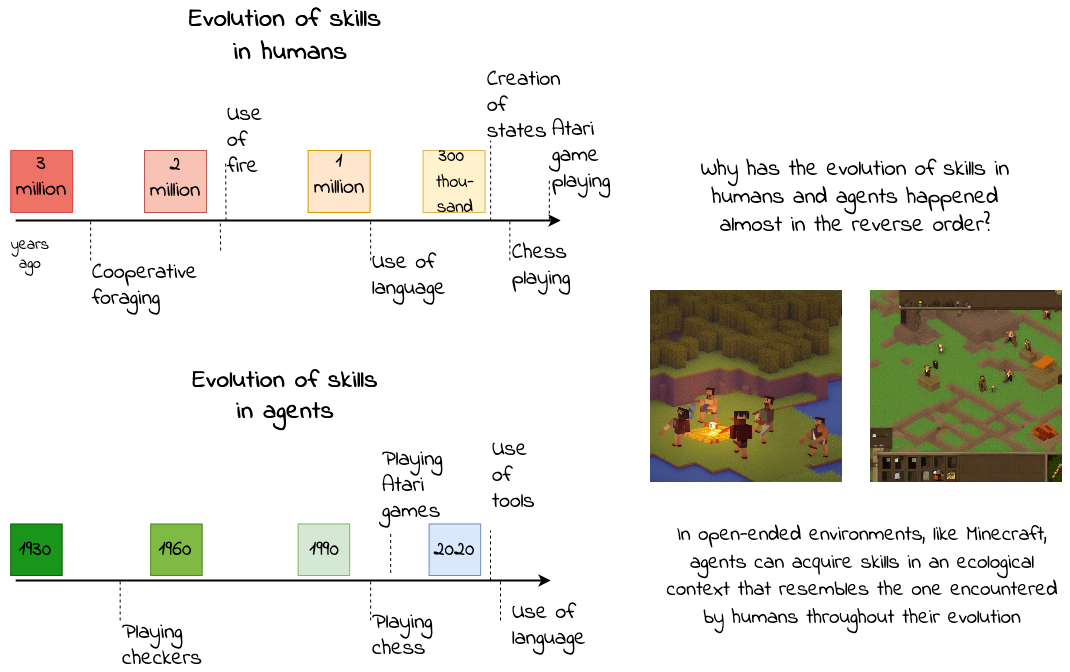 Evolution of skills
in humans
Creation
of
states
Use
of
fire
Atari
game
playing
3
million
2
million
1
million
300
thou-
sand
years
ago
Cooperative
foraging
Use of
language
Chess
playing
Why has the evolution of skills in
humans and agents happened
almost in the reverse order?
Evolution of skills
in agents
Playing
Atari
games
Use
of
tools
1930
1960
1990
2020
Playing
checkers
Playing
chess
Use of
language
In open-ended environments, like Minecraft,
agents can acquire skills in an ecological
context that resembles the one encountered
by humans throughout their evolution